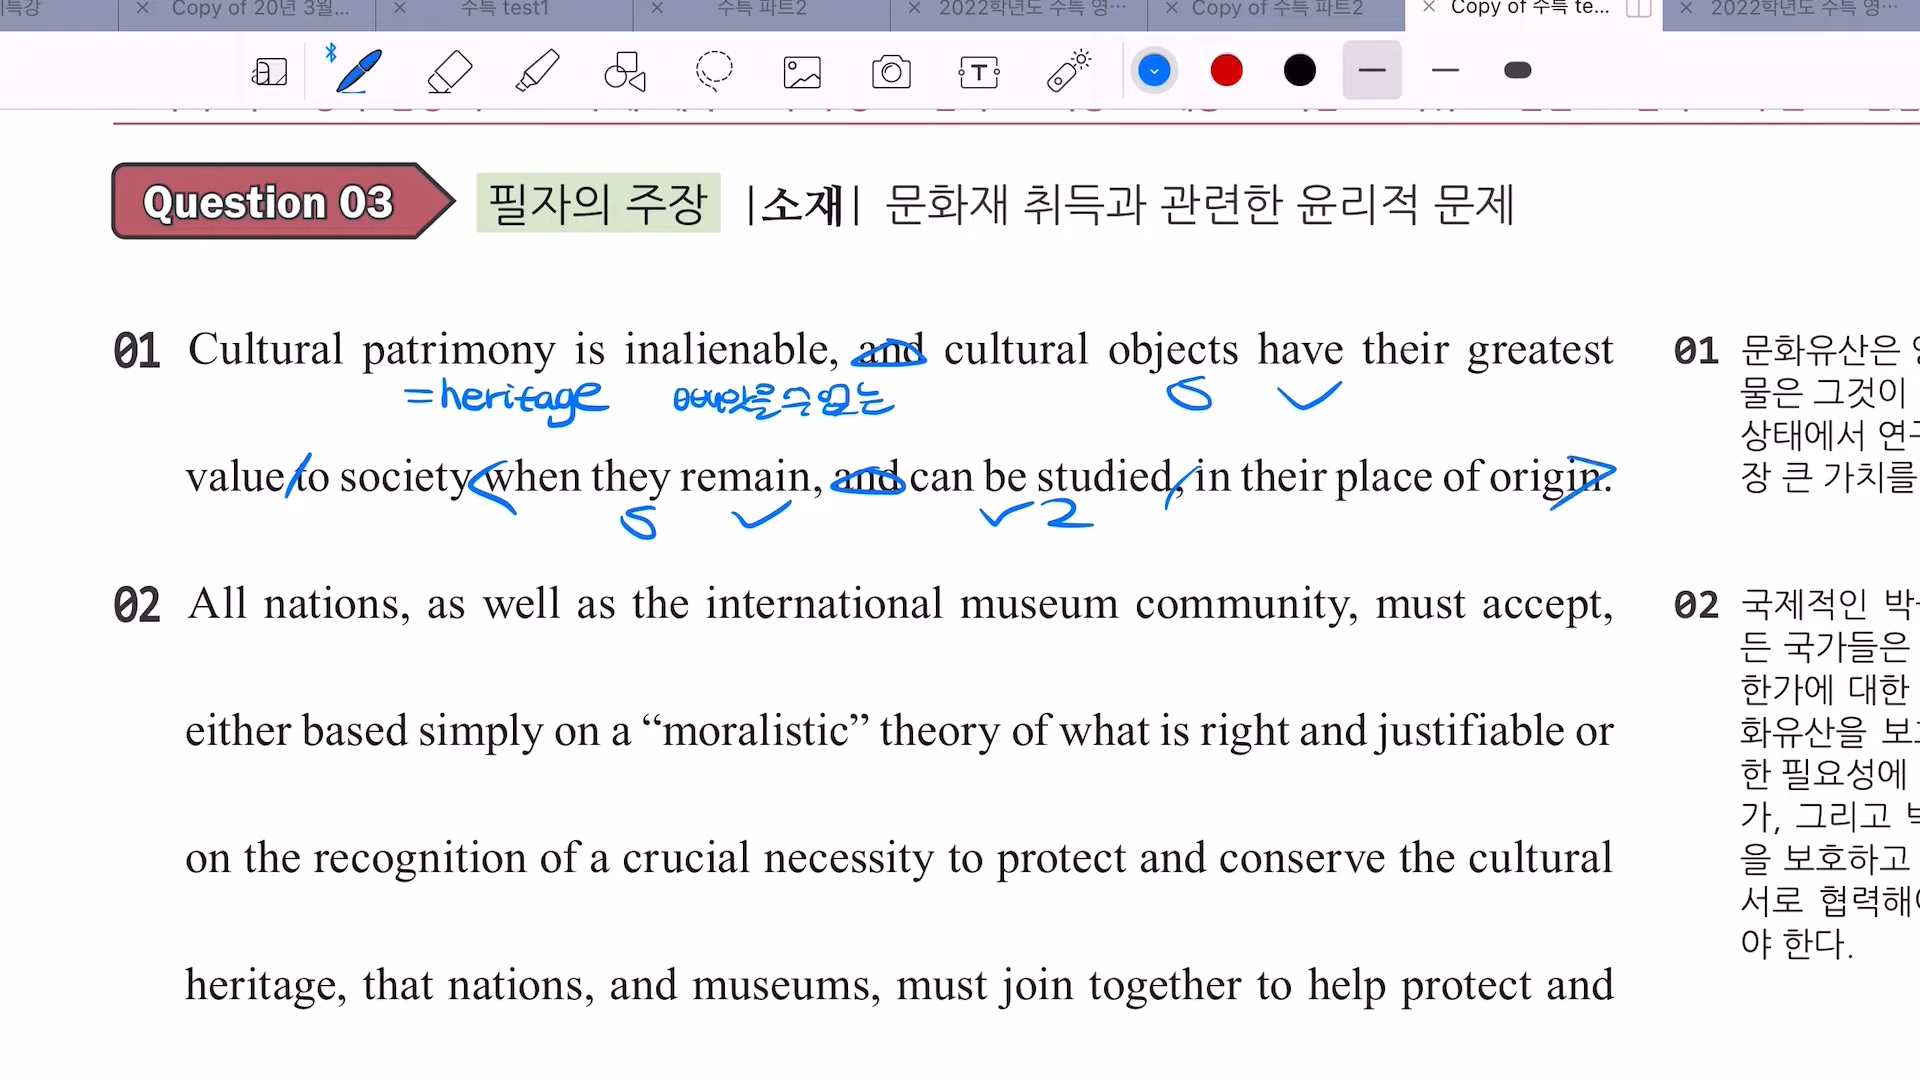 특강
Copy of 20년 3월...
수특 test1
수특 파트2
2022학년도 수특 영...
Copy of 수특 파트2
Copy of 수특 te...
2022학년도 수특 영...
Question 03 필자의 주장 |소재| 문화재 취득과 관련한 윤리적 문제
01 Cultural patrimony is inalienable, and cultural objects have their greatest
=heritage 빼앗을 수 없는 S V
value to society when they remain, and can be studied, in their place of origin.
S V V2
02 All nations, as well as the international museum community, must accept,
either based simply on a “moralistic” theory of what is right and justifiable or
on the recognition of a crucial necessity to protect and conserve the cultural
heritage, that nations, and museums, must join together to help protect and
01 문화유산은
물은 그것이
상태에서 연구
장 큰 가치를
02 국제적인 박
든 국가들은
한가에 대한
화유산을 보
한 필요성에
가, 그리고
을 보호하고
서로 협력해
야 한다.